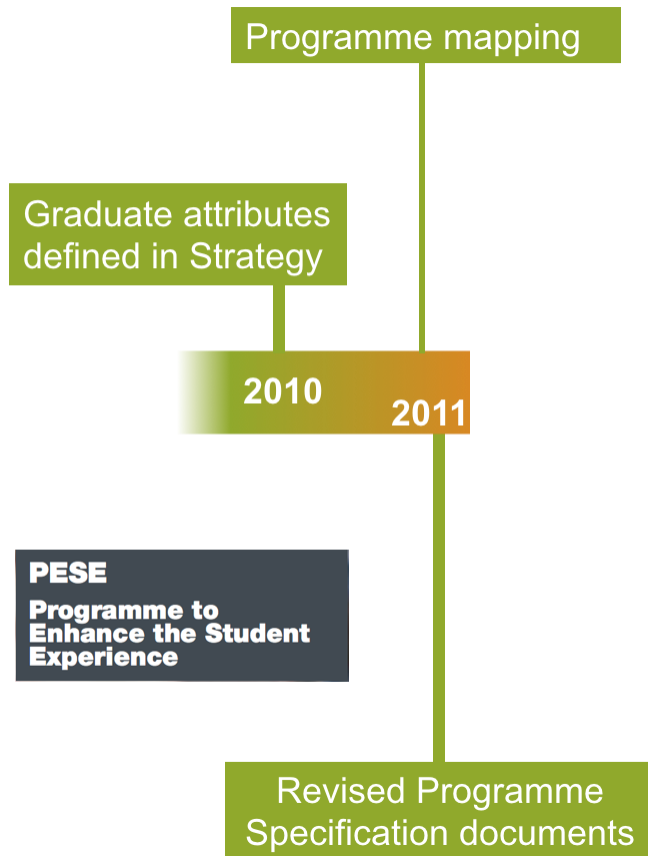 Programme mapping
Graduate attributes
defined in Strategy
2010
2011
PESE
Programme to
Enhance the Student
Experience
Revised Programme
Specification documents